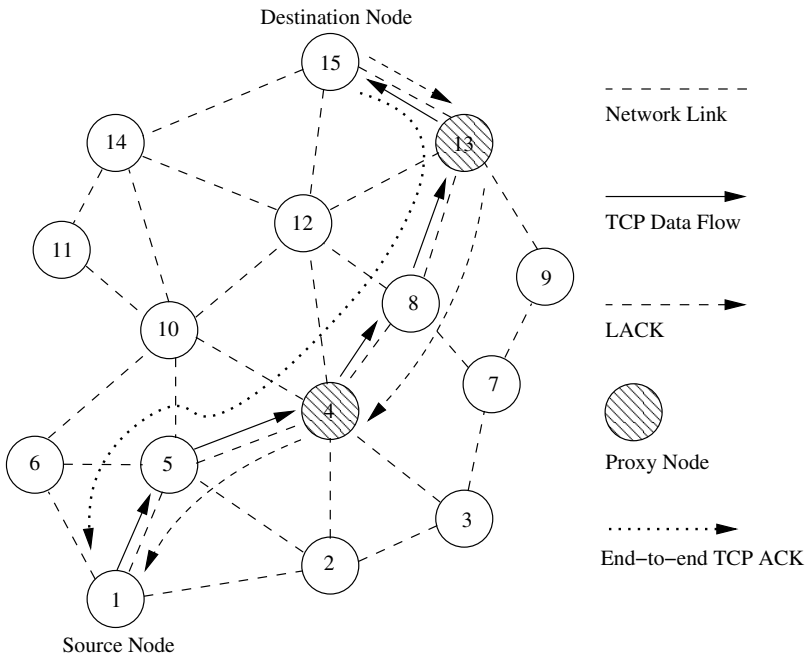 Destination Node
15
13
14
12
11
9
8
10
7
4
6
5
3
2
1
Source Node
Network Link
TCP Data Flow
LACK
Proxy Node
End−to−end TCP ACK